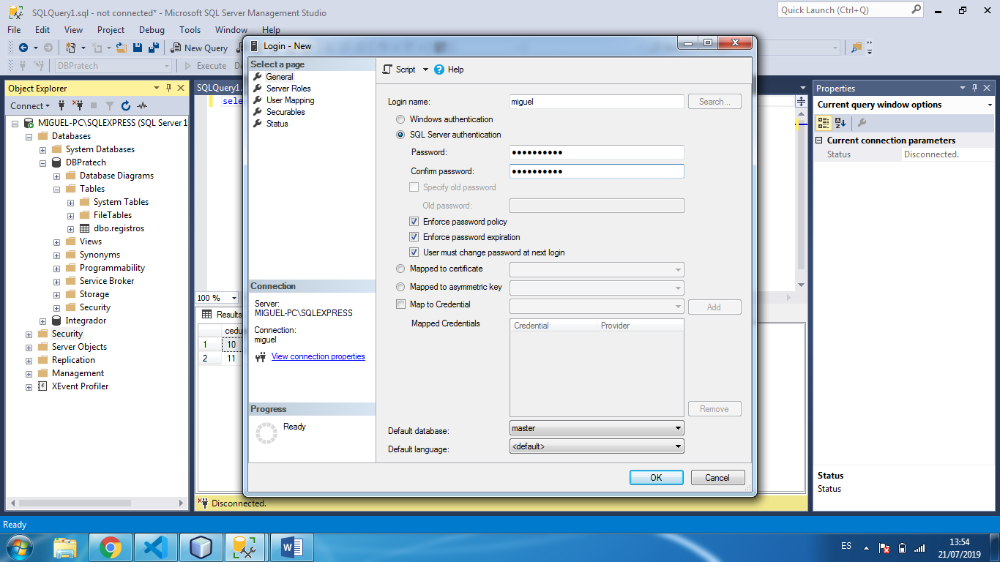 SQLQuery1.sql - not connected* - Microsoft SQL Server Management Studio
Quick Launch (Ctrl+Q)
File Edit View Project Debug Tools Window Help
New Query
DBPratech
Execute
Object Explorer
Connect
MIGUEL-PC\SQLEXPRESS (SQL Server 1
Databases
System Databases
DBPratech
Database Diagrams
Tables
System Tables
FileTables
dbo.registros
Views
Synonyms
Programmability
Service Broker
Storage
Security
Integrador
Security
Server Objects
Replication
Management
XEvent Profiler
SQLQuery1.
sele
100 %
Results
cedu
1 10
2 11
Disconnected.
Login - New
Select a page
General
Server Roles
User Mapping
Securables
Status
Connection
Server:
MIGUEL-PC\SQLEXPRESS
Connection:
miguel
View connection properties
Progress
Ready
Script Help
Login name: miguel Search...
Windows authentication
SQL Server authentication
Password: ●●●●●●●●●●
Confirm password: ●●●●●●●●●●
Specify old password
Old password:
Enforce password policy
Enforce password expiration
User must change password at next login
Mapped to certificate
Mapped to asymmetric key
Map to Credential Add
Mapped Credentials Credential Provider
Remove
Default database: master
Default language: <default>
OK Cancel
Properties
Current query window options
Current connection parameters
Status Disconnected.
Status
Status
Ready
ES
13:54
21/07/2019